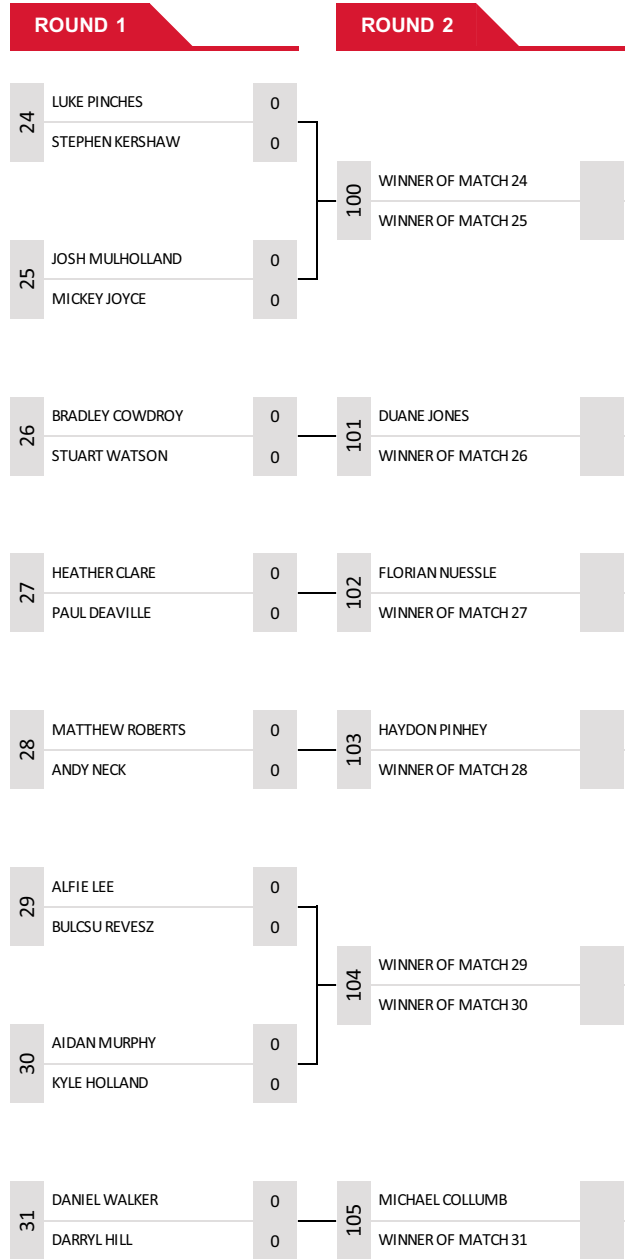 ROUND 1
ROUND 2
24
LUKE PINCHES 0
STEPHEN KERSHAW 0
100
WINNER OF MATCH 24
WINNER OF MATCH 25
25
JOSH MULHOLLAND 0
MICKEY JOYCE 0
26
BRADLEY COWDROY 0
STUART WATSON 0
101
DUANE JONES
WINNER OF MATCH 26
27
HEATHER CLARE 0
PAUL DEAVILLE 0
102
FLORIAN NUESSLE
WINNER OF MATCH 27
28
MATTHEW ROBERTS 0
ANDY NECK 0
103
HAYDON PINHEY
WINNER OF MATCH 28
29
ALFIE LEE 0
BULCSU REVESZ 0
104
WINNER OF MATCH 29
WINNER OF MATCH 30
30
AIDAN MURPHY 0
KYLE HOLLAND 0
31
DANIEL WALKER 0
DARRYL HILL 0
105
MICHAEL COLLUMB
WINNER OF MATCH 31